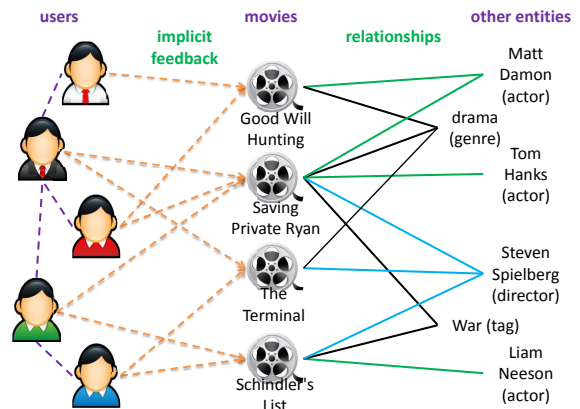 users
implicit
feedback
movies
relationships
other entities
Good Will
Hunting
Saving
Private Ryan
The
Terminal
Schindler's
List
Matt
Damon
(actor)
drama
(genre)
Tom
Hanks
(actor)
Steven
Spielberg
(director)
War (tag)
Liam
Neeson
(actor)